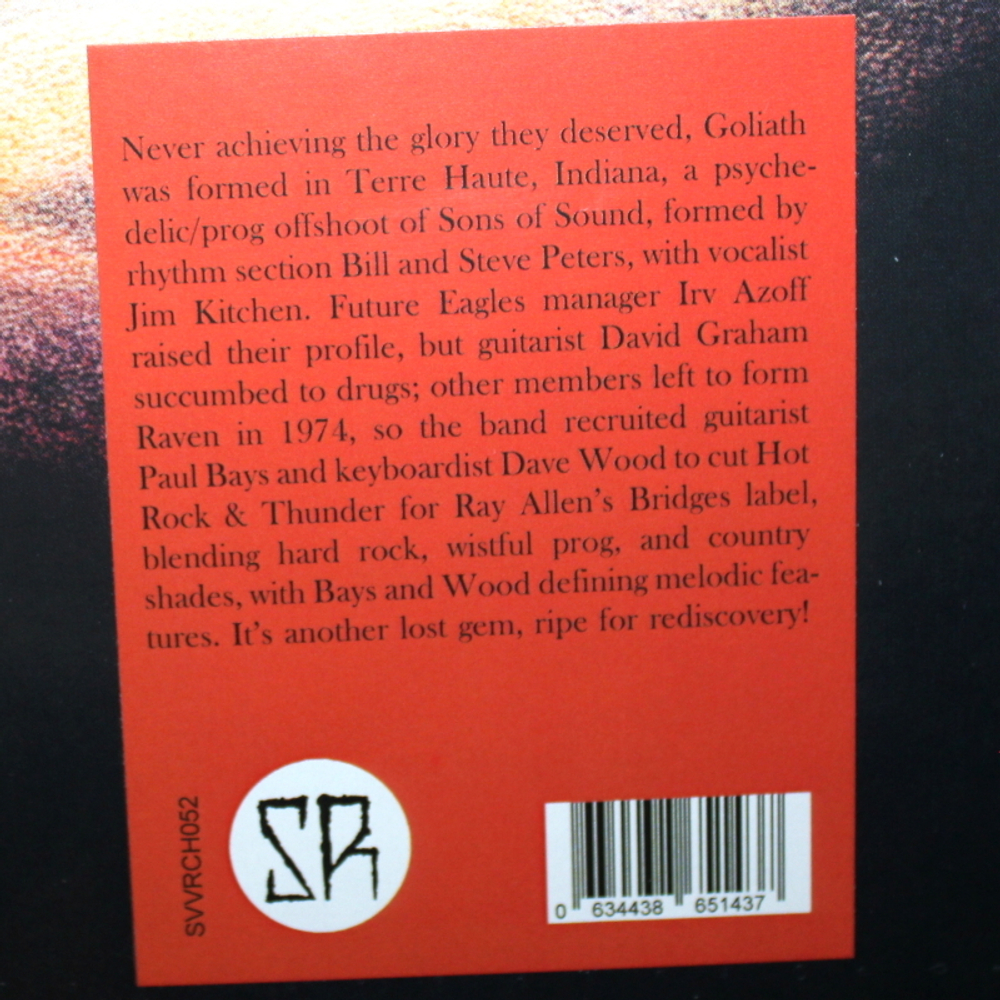 Never achieving the glory they deserved, Goliath
was formed in Terre Haute, Indiana, a psyche-
delic/prog offshoot of Sons of Sound, formed by
rhythm section Bill and Steve Peters, with vocalist
Jim Kitchen. Future Eagles manager Irv Azoff
raised their profile, but guitarist David Graham
succumbed to drugs; other members left to form
Raven in 1974, so the band recruited guitarist
Paul Bays and keyboardist Dave Wood to cut Hot
Rock & Thunder for Ray Allen's Bridges label,
blending hard rock, wistful prog, and country
shades, with Bays and Wood defining melodic fea-
tures. It's another lost gem, ripe for rediscovery!
SVVRCH052
SR
0 634438 651437